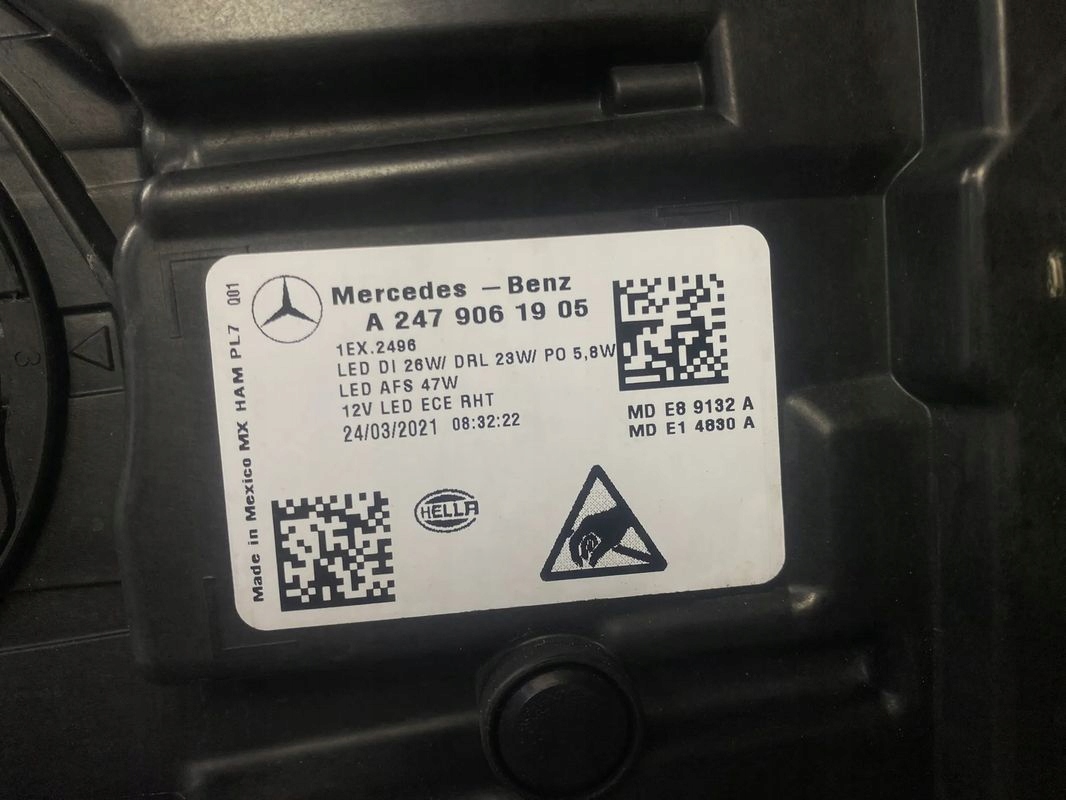 Mercedes – Benz
A 247 906 19 05
1EX.2496
LED DI 26W/ DRL 23W/ PO 5,8W
LED AFS 47W
12V LED ECE RHT
24/03/2021 08:32:22
MD E8 9132 A
MD E1 4630 A
HELLA
Made in Mexico MX HAM PL7 001
3